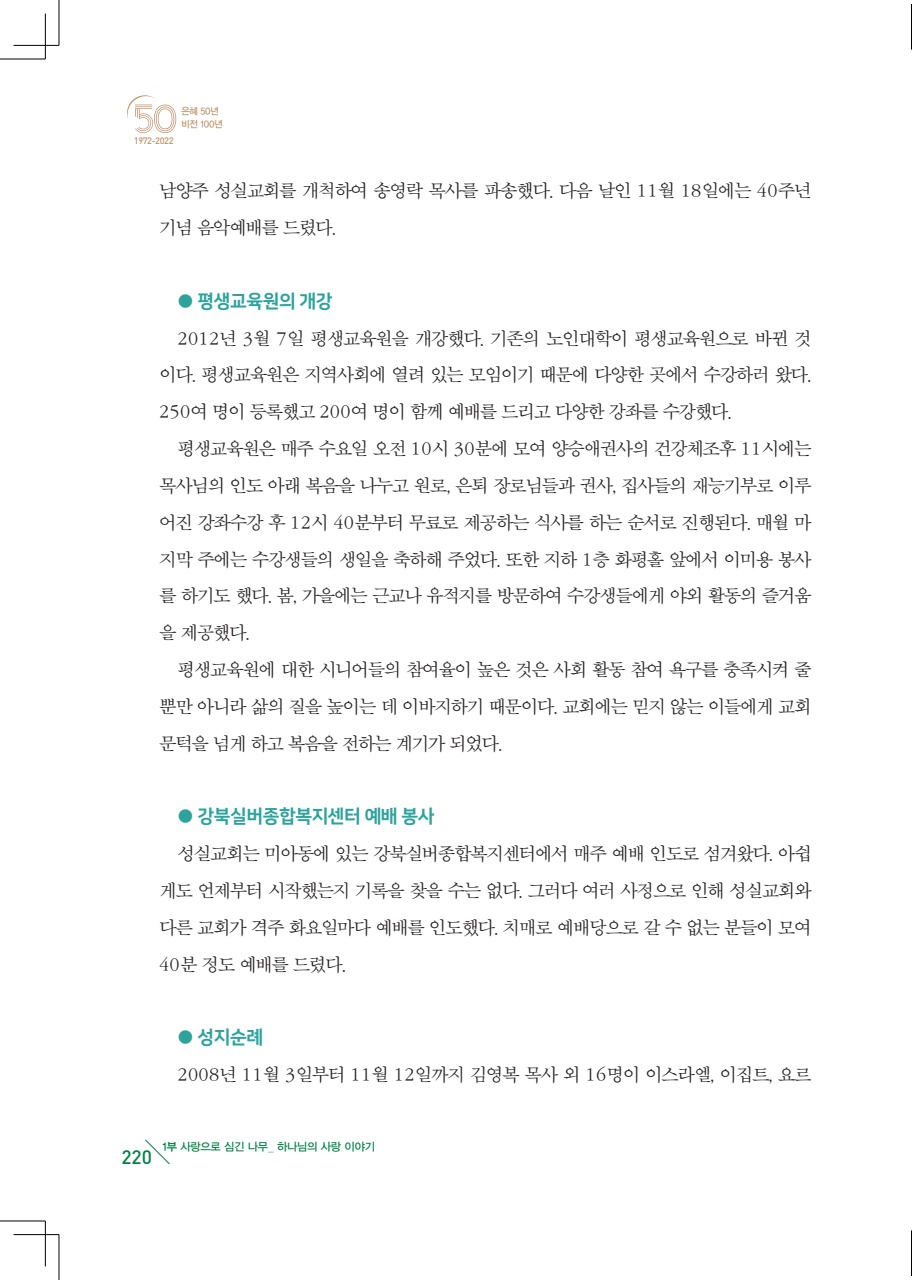 50
은혜 50년
비전 100년
1972-2022
남양주 성실교회를 개척하여 송영락 목사를 파송했다. 다음 날인 11월 18일에는 40주년
기념 음악예배를 드렸다.
● 평생교육원의 개강
2012년 3월 7일 평생교육원을 개강했다. 기존의 노인대학이 평생교육원으로 바뀐 것
이다. 평생교육원은 지역사회에 열려 있는 모임이기 때문에 다양한 곳에서 수강하러 왔다.
250여 명이 등록했고 200여 명이 함께 예배를 드리고 다양한 강좌를 수강했다.
평생교육원은 매주 수요일 오전 10시 30분에 모여 양승애권사의 건강체조후 11시에는
목사님의 인도 아래 복음을 나누고 원로, 은퇴 장로님들과 권사, 집사들의 재능기부로 이루
어진 강좌수강 후 12시 40분부터 무료로 제공하는 식사를 하는 순서로 진행된다. 매월 마
지막 주에는 수강생들의 생일을 축하해 주었다. 또한 지하 1층 화평홀 앞에서 이미용 봉사
를 하기도 했다. 봄, 가을에는 근교나 유적지를 방문하여 수강생들에게 야외 활동의 즐거움
을 제공했다.
평생교육원에 대한 시니어들의 참여율이 높은 것은 사회 활동 참여 욕구를 충족시켜 줄
뿐만 아니라 삶의 질을 높이는 데 이바지하기 때문이다. 교회에는 믿지 않는 이들에게 교회
문턱을 넘게 하고 복음을 전하는 계기가 되었다.
● 강북실버종합복지센터 예배 봉사
성실교회는 미아동에 있는 강북실버종합복지센터에서 매주 예배 인도로 섬겨왔다. 아쉽
게도 언제부터 시작했는지 기록을 찾을 수는 없다. 그러다 여러 사정으로 인해 성실교회와
다른 교회가 격주 화요일마다 예배를 인도했다. 치매로 예배당으로 갈 수 없는 분들이 모여
40분 정도 예배를 드렸다.
● 성지순례
2008년 11월 3일부터 11월 12일까지 김영복 목사 외 16명이 이스라엘, 이집트, 요르
220
1부 사랑으로 심긴 나무_ 하나님의 사랑 이야기